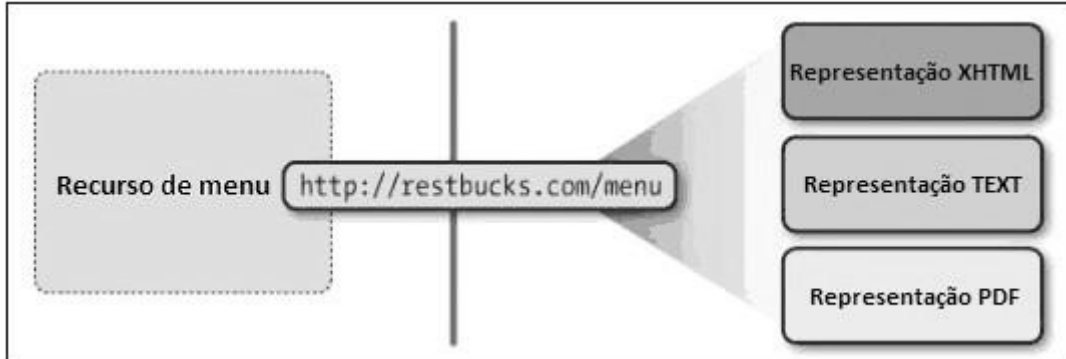 Recurso de menu
http://restbucks.com/menu
Representação XHTML
Representação TEXT
Representação PDF